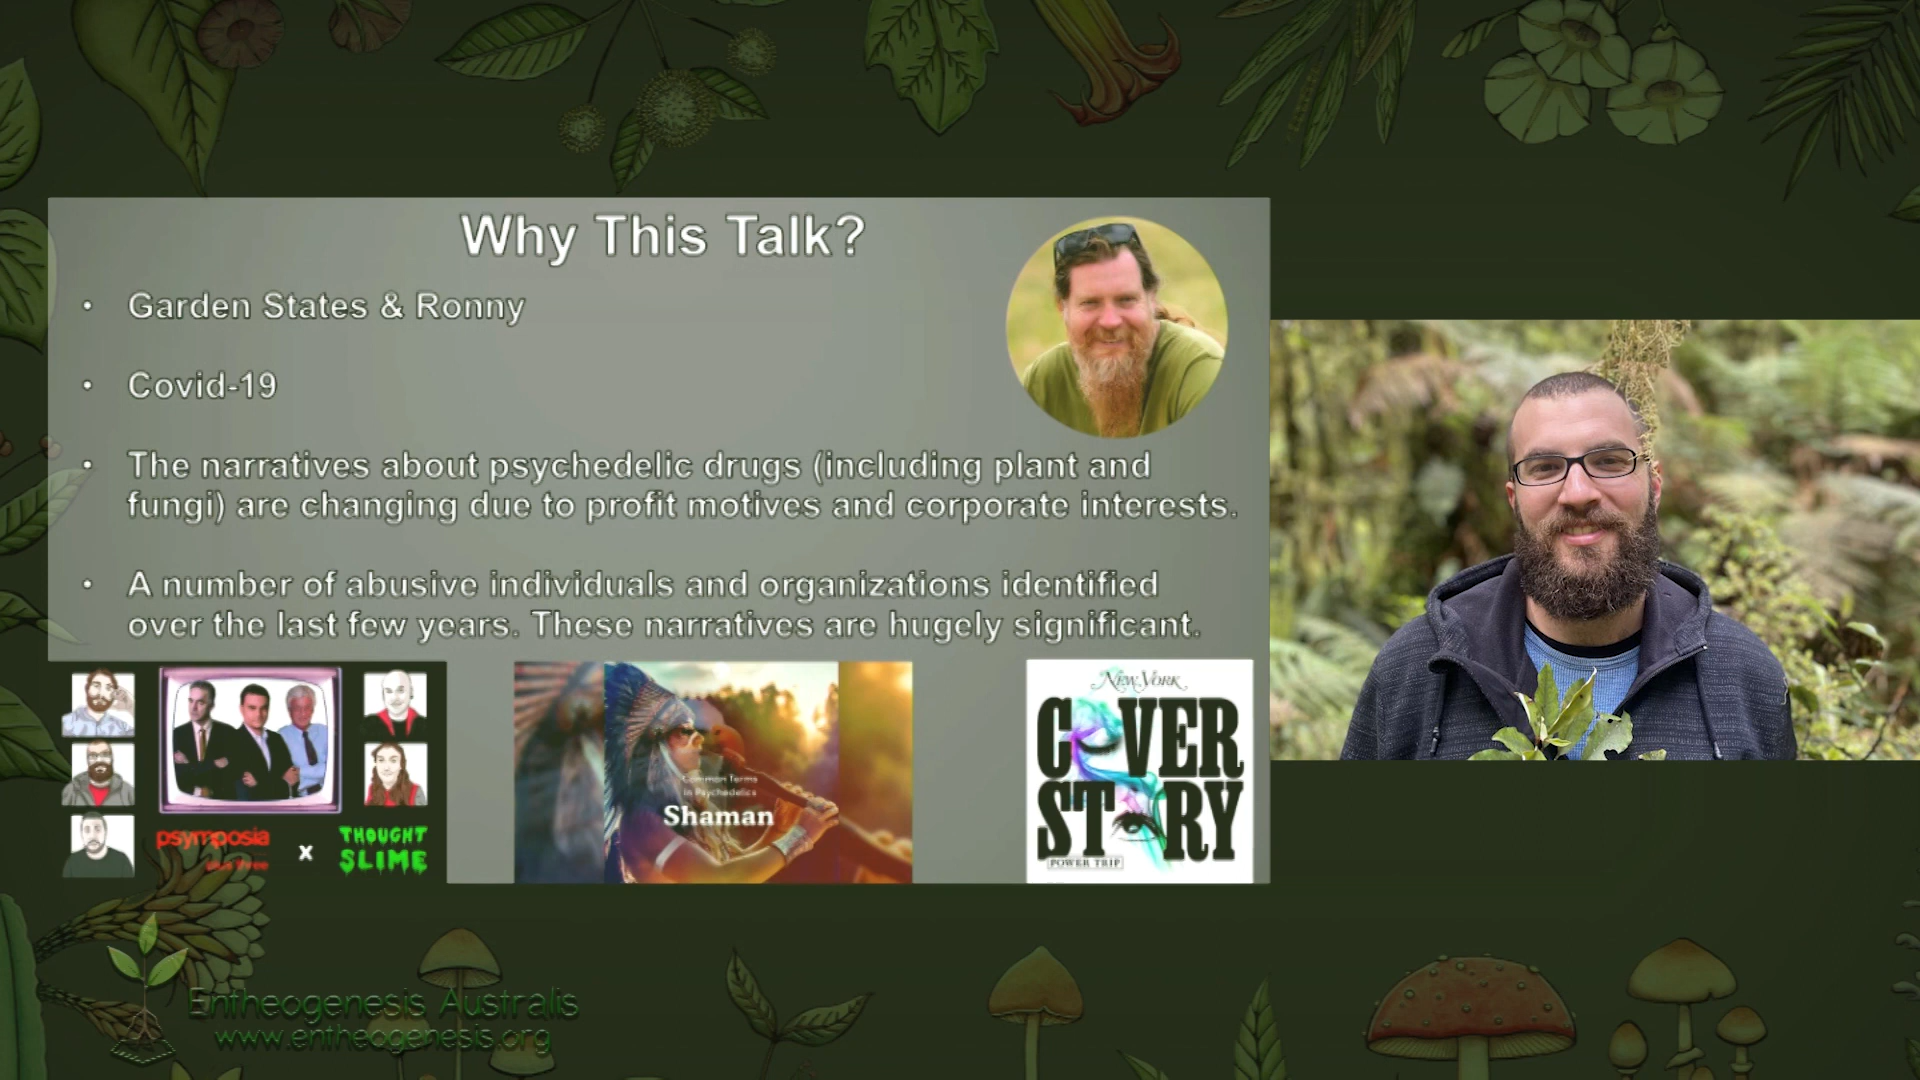 Why This Talk?
• Garden States & Ronny
• Covid-19
• The narratives about psychedelic drugs (including plant and
fungi) are changing due to profit motives and corporate interests.
• A number of abusive individuals and organizations identified
over the last few years. These narratives are hugely significant.
psymposia
plus three
x
THOUGHT
SLIME
Common Terms
in Psychedelics
Shaman
NEW YORK
COVER
STORY
POWER TRIP
Entheogenesis Australis
www.entheogenesis.org